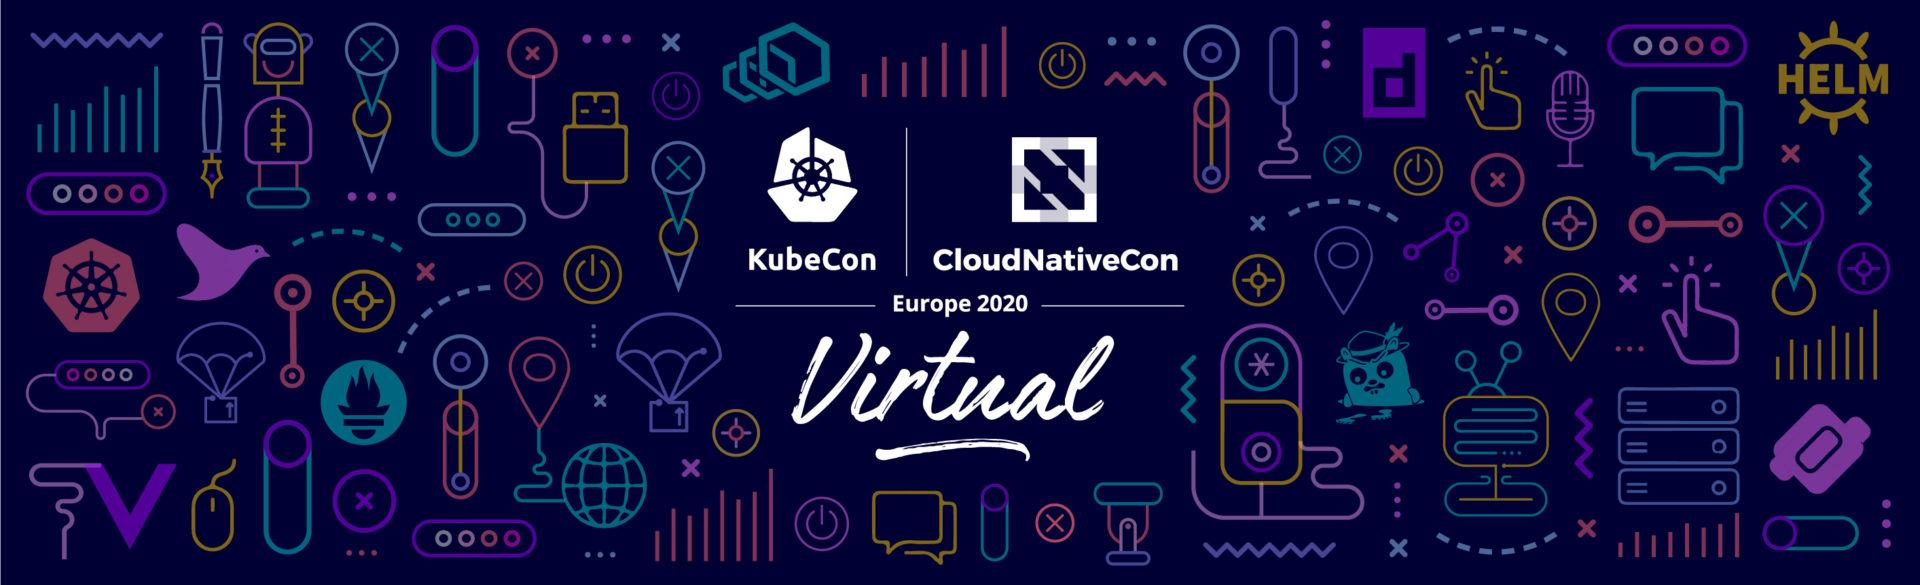 HELM
KubeCon
CloudNativeCon
Europe 2020
Virtual